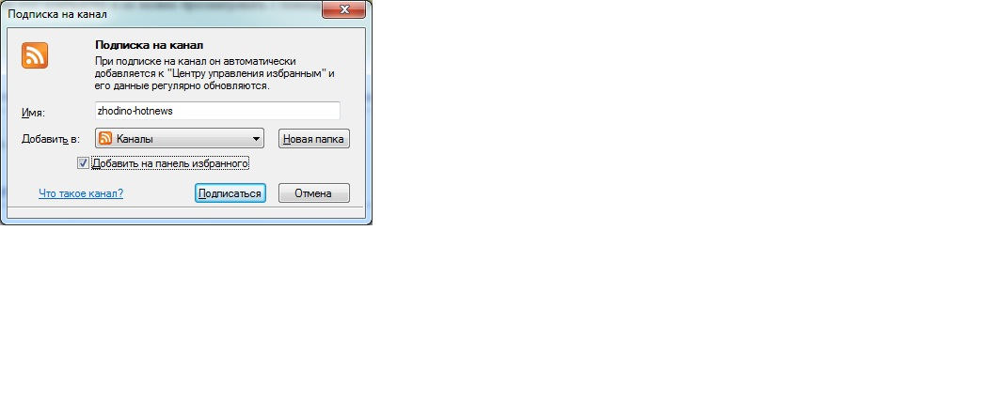 Подписка на канал
Подписка на канал
При подписке на канал он автоматически
добавляется к "Центру управления избранным" и
его данные регулярно обновляются.
Имя: zhodino-hotnews
Добавить в: Каналы Новая папка
Добавить на панель избранного
Что такое канал? Подписаться Отмена